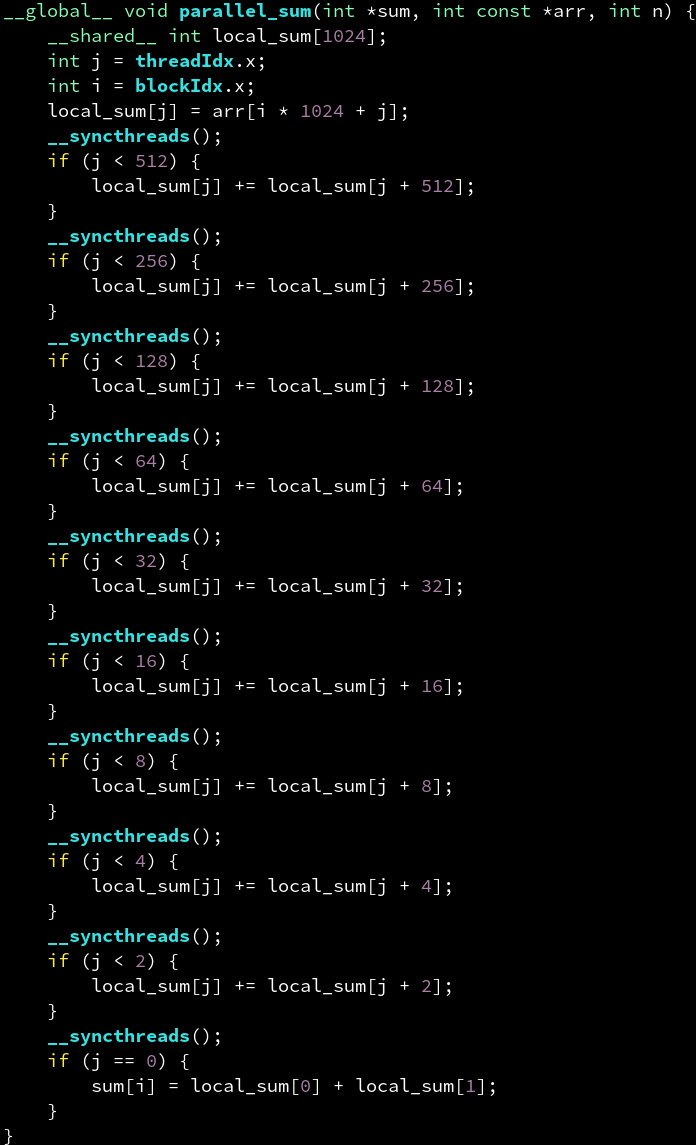 __global__ void parallel_sum(int *sum, int const *arr, int n) {
    __shared__ int local_sum[1024];
    int j = threadIdx.x;
    int i = blockIdx.x;
    local_sum[j] = arr[i * 1024 + j];
    __syncthreads();
    if (j < 512) {
        local_sum[j] += local_sum[j + 512];
    }
    __syncthreads();
    if (j < 256) {
        local_sum[j] += local_sum[j + 256];
    }
    __syncthreads();
    if (j < 128) {
        local_sum[j] += local_sum[j + 128];
    }
    __syncthreads();
    if (j < 64) {
        local_sum[j] += local_sum[j + 64];
    }
    __syncthreads();
    if (j < 32) {
        local_sum[j] += local_sum[j + 32];
    }
    __syncthreads();
    if (j < 16) {
        local_sum[j] += local_sum[j + 16];
    }
    __syncthreads();
    if (j < 8) {
        local_sum[j] += local_sum[j + 8];
    }
    __syncthreads();
    if (j < 4) {
        local_sum[j] += local_sum[j + 4];
    }
    __syncthreads();
    if (j < 2) {
        local_sum[j] += local_sum[j + 2];
    }
    __syncthreads();
    if (j == 0) {
        sum[i] = local_sum[0] + local_sum[1];
    }
}